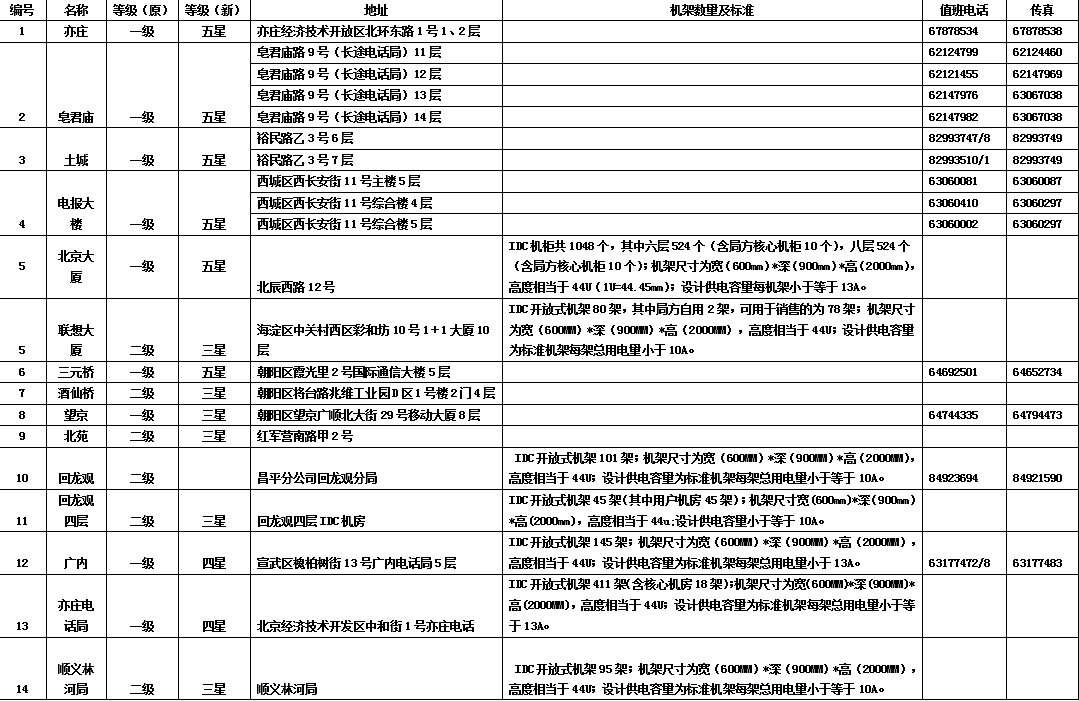 编号 名称 等级（原） 等级（新） 地址 机架数量及标准 值班电话 传真
1 亦庄 一级 五星 亦庄经济技术开放区北环东路1号1、2层 67878534 67878538
皂君庙路9号（长途电话局）11层 62124799 62124460
皂君庙路9号（长途电话局）12层 62121455 62147969
皂君庙路9号（长途电话局）13层 62147976 63067038
2 皂君庙 一级 五星 皂君庙路9号（长途电话局）14层 62147982 63067038
裕民路乙3号6层 82993747/8 82993749
3 土城 一级 五星 裕民路乙3号7层 82993510/1 82993749
西城区西长安街11号主楼5层 63060081 63060087
电报大
西城区西长安街11号综合楼4层 63060410 63060297
4 楼 一级 五星 西城区西长安街11号综合楼5层 63060002 63060297
IDC机柜共1048个，其中六层524个（含局方核心机柜10个），八层524个
5 北京大 一级 五星 （含局方核心机柜10个）；机架尺寸为宽(600mm)*深(900mm)*高(2000mm)，
厦 北辰西路12号 高度相当于44U（1U=44.45mm)；设计供电容量每机架小于等于13A。
IDC开放式机架80架，其中局方自用2架，可用于销售的为78架；机架尺寸
联想大 海淀区中关村西区彩和坊10号1+1大厦10 为宽（600MM）*深（900MM）*高（2000MM），高度相当于44U；设计供电容量
5 厦 二级 三星 层 为标准机架每架总用电量小于10A。
6 三元桥 一级 五星 朝阳区霞光里2号国际通信大楼5层 64692501 64652734
7 酒仙桥 二级 三星 朝阳区将台路兆维工业园D区1号楼2门4层
8 望京 一级 三星 朝阳区望京广顺北大街29号移动大厦8层 64744335 64794473
9 北苑 二级 三星 红军营南路甲2号
IDC开放式机架101架；机架尺寸为宽（600MM）*深（900MM）*高（2000MM)，
10 回龙观 二级 昌平分公司回龙观分局 高度相当于44U；设计供电容量为标准机架每架总用电量小于等于10A。 84923694 84921590
回龙观 IDC开放式机架45架(其中用户机房45架)；机架尺寸宽(600mm)*深(900mm)
11 四层 二级 三星 回龙观四层IDC机房 *高(2000mm)，高度相当于44u;设计供电容量小于等于10A。
IDC开放式机架145架；机架尺寸为宽（600MM）*深（900MM）*高（2000MM），
12 广内 一级 四星 宣武区槐柏树街13号广内电话局5层 高度相当于44U；设计供电容量为标准机架每架总用电量小于13A。 63177472/8 63177483
IDC开放式机架411架(含核心机房18架);机架尺寸为宽(600MM)*深(900MM)*
亦庄电 高(2000MM)，高度相当于44U；设计供电容量为标准机架每架总用电量小于等
13 话局 一级 四星 北京经济技术开发区中和街1号亦庄电话 于13A。
顺义林 IDC开放式机架95架；机架尺寸为宽（600MM）*深（900MM）*高（2000MM），
14 河局 二级 三星 顺义林河局 高度相当于44U；设计供电容量为标准机架每架总用电量小于等于10A。